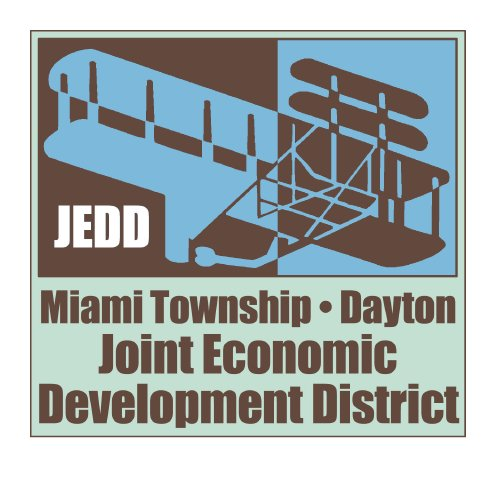 JEDD
Miami Township • Dayton
Joint Economic
Development District